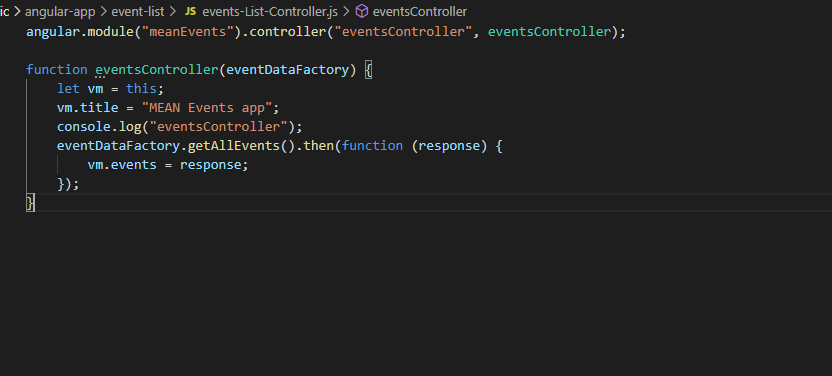 ic > angular-app > event-list > JS events-List-Controller.js > eventsController
angular.module("meanEvents").controller("eventsController", eventsController);
function eventsController(eventDataFactory) {
let vm = this;
vm.title = "MEAN Events app";
console.log("eventsController");
eventDataFactory.getAllEvents().then(function (response) {
vm.events = response;
});
}